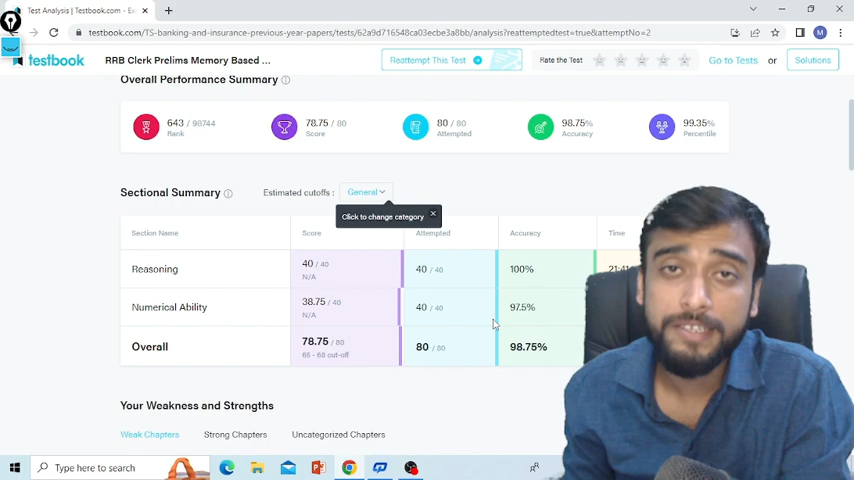 Test Analysis | Testbook.com
testbook.com/TS-banking-and-insurance-previous-year-papers/tests/62a9d716548ca03ecbe3a8bb/analysis?reattemptedtest=true&attemptNo=2
M
testbook
RRB Clerk Prelims Memory Based ...
Reattempt This Test
Rate the Test
Go to Tests or Solutions
Overall Performance Summary
643 / 98744
Rank
78.75 / 80
Score
80 / 80
Attempted
98.75%
Accuracy
99.35%
Percentile
Sectional Summary
Estimated cutoffs :
General
Click to change category
Section Name Score Attempted Accuracy Time
Reasoning
40 / 40
N/A
40 / 40
100%
21:41
Numerical Ability
38.75 / 40
N/A
40 / 40
97.5%
Overall
78.75 / 80
65 - 68 cut-off
80 / 80
98.75%
Your Weakness and Strengths
Weak Chapters Strong Chapters Uncategorized Chapters
Type here to search